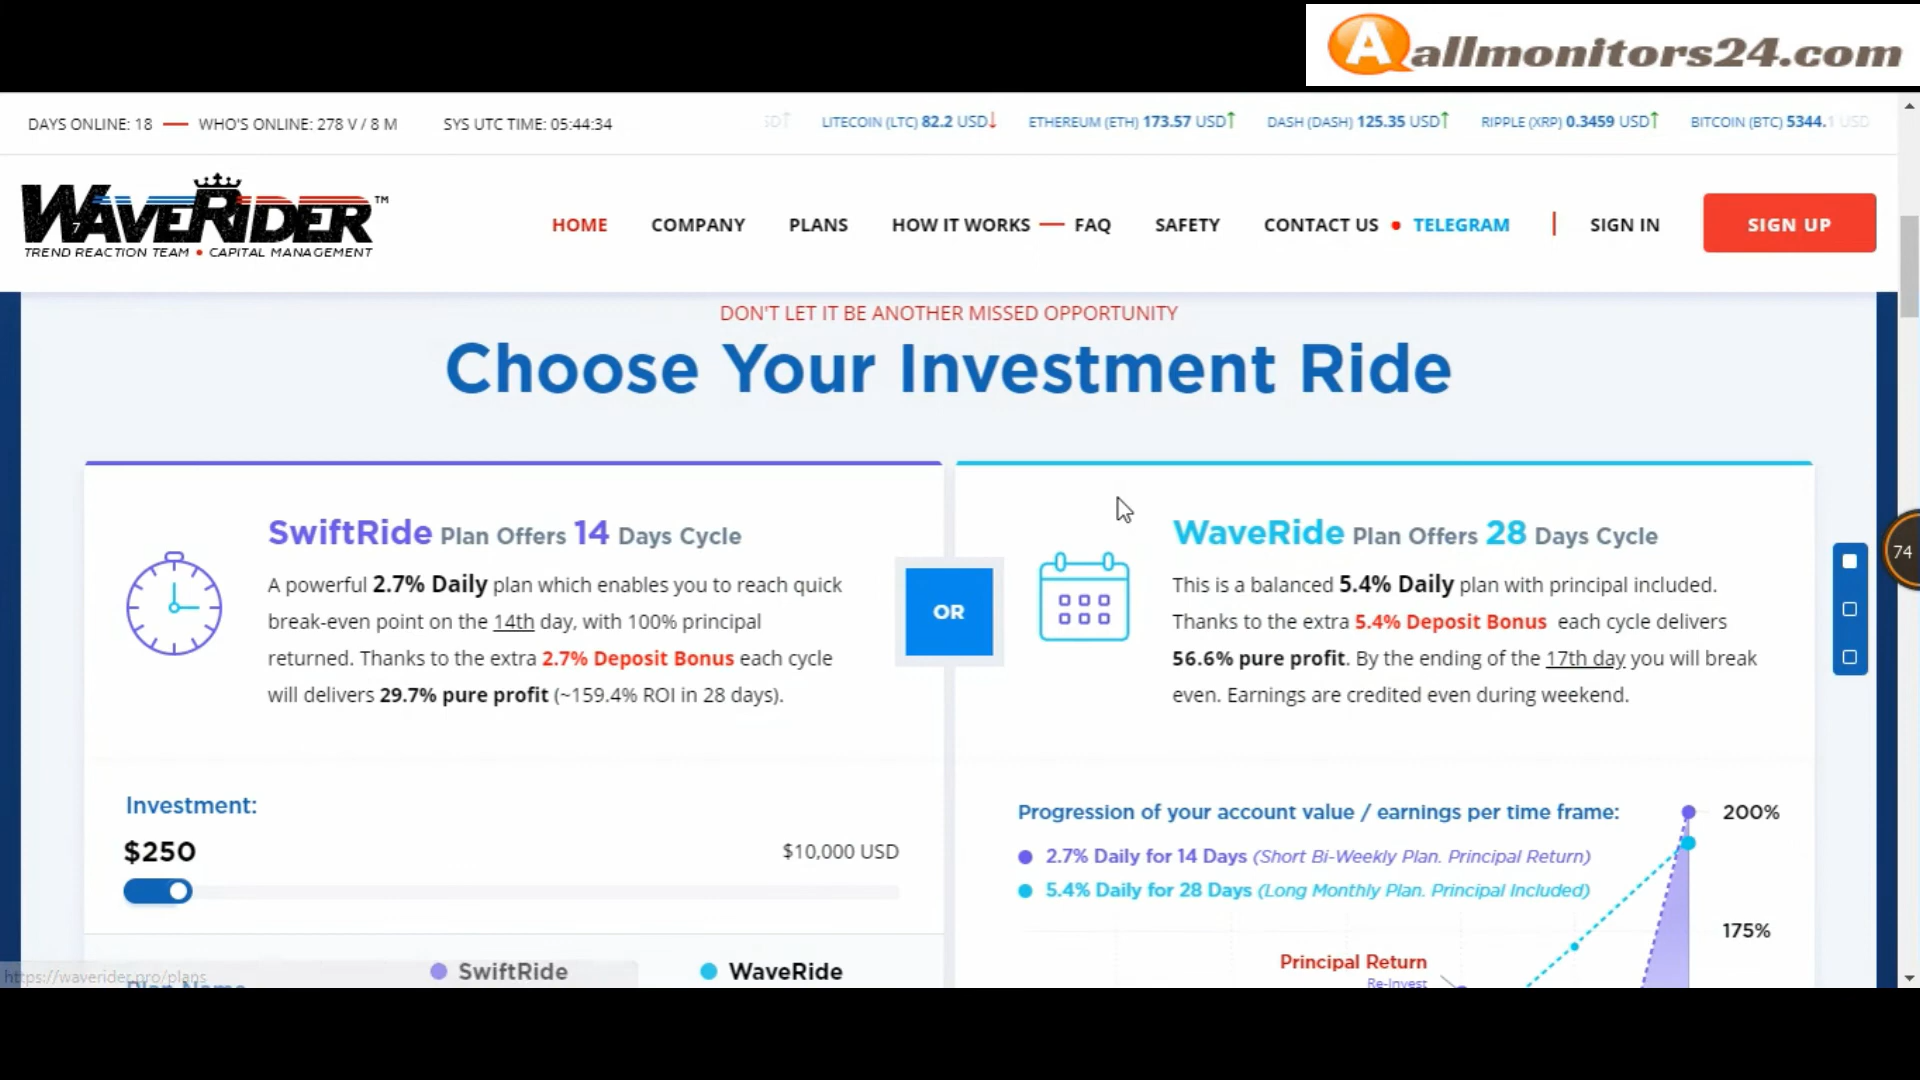 Aallmonitors24.com
DAYS ONLINE: 18 — WHO'S ONLINE: 278 V / 8 M SYS UTC TIME: 05:44:34 LITECOIN (LTC) 82.2 USD↓ ETHEREUM (ETH) 173.57 USD↑ DASH (DASH) 125.35 USD↑ RIPPLE (XRP) 0.3459 USD↑ BITCOIN (BTC) 5344.1 USD
WAVERIDER™
TREND REACTION TEAM • CAPITAL MANAGEMENT
HOME COMPANY PLANS HOW IT WORKS — FAQ SAFETY CONTACT US • TELEGRAM | SIGN IN SIGN UP
DON'T LET IT BE ANOTHER MISSED OPPORTUNITY
Choose Your Investment Ride
SwiftRide Plan Offers 14 Days Cycle
A powerful 2.7% Daily plan which enables you to reach quick
break-even point on the 14th day, with 100% principal
returned. Thanks to the extra 2.7% Deposit Bonus each cycle
will delivers 29.7% pure profit (~159.4% ROI in 28 days).
OR
WaveRide Plan Offers 28 Days Cycle
This is a balanced 5.4% Daily plan with principal included.
Thanks to the extra 5.4% Deposit Bonus each cycle delivers
56.6% pure profit. By the ending of the 17th day you will break
even. Earnings are credited even during weekend.
74
Investment:
$250 $10,000 USD
SwiftRide WaveRide
Plan Name
Progression of your account value / earnings per time frame:
2.7% Daily for 14 Days (Short Bi-Weekly Plan. Principal Return)
5.4% Daily for 28 Days (Long Monthly Plan. Principal Included)
200%
175%
Principal Return
Re-Invest
https://waverider.pro/plans